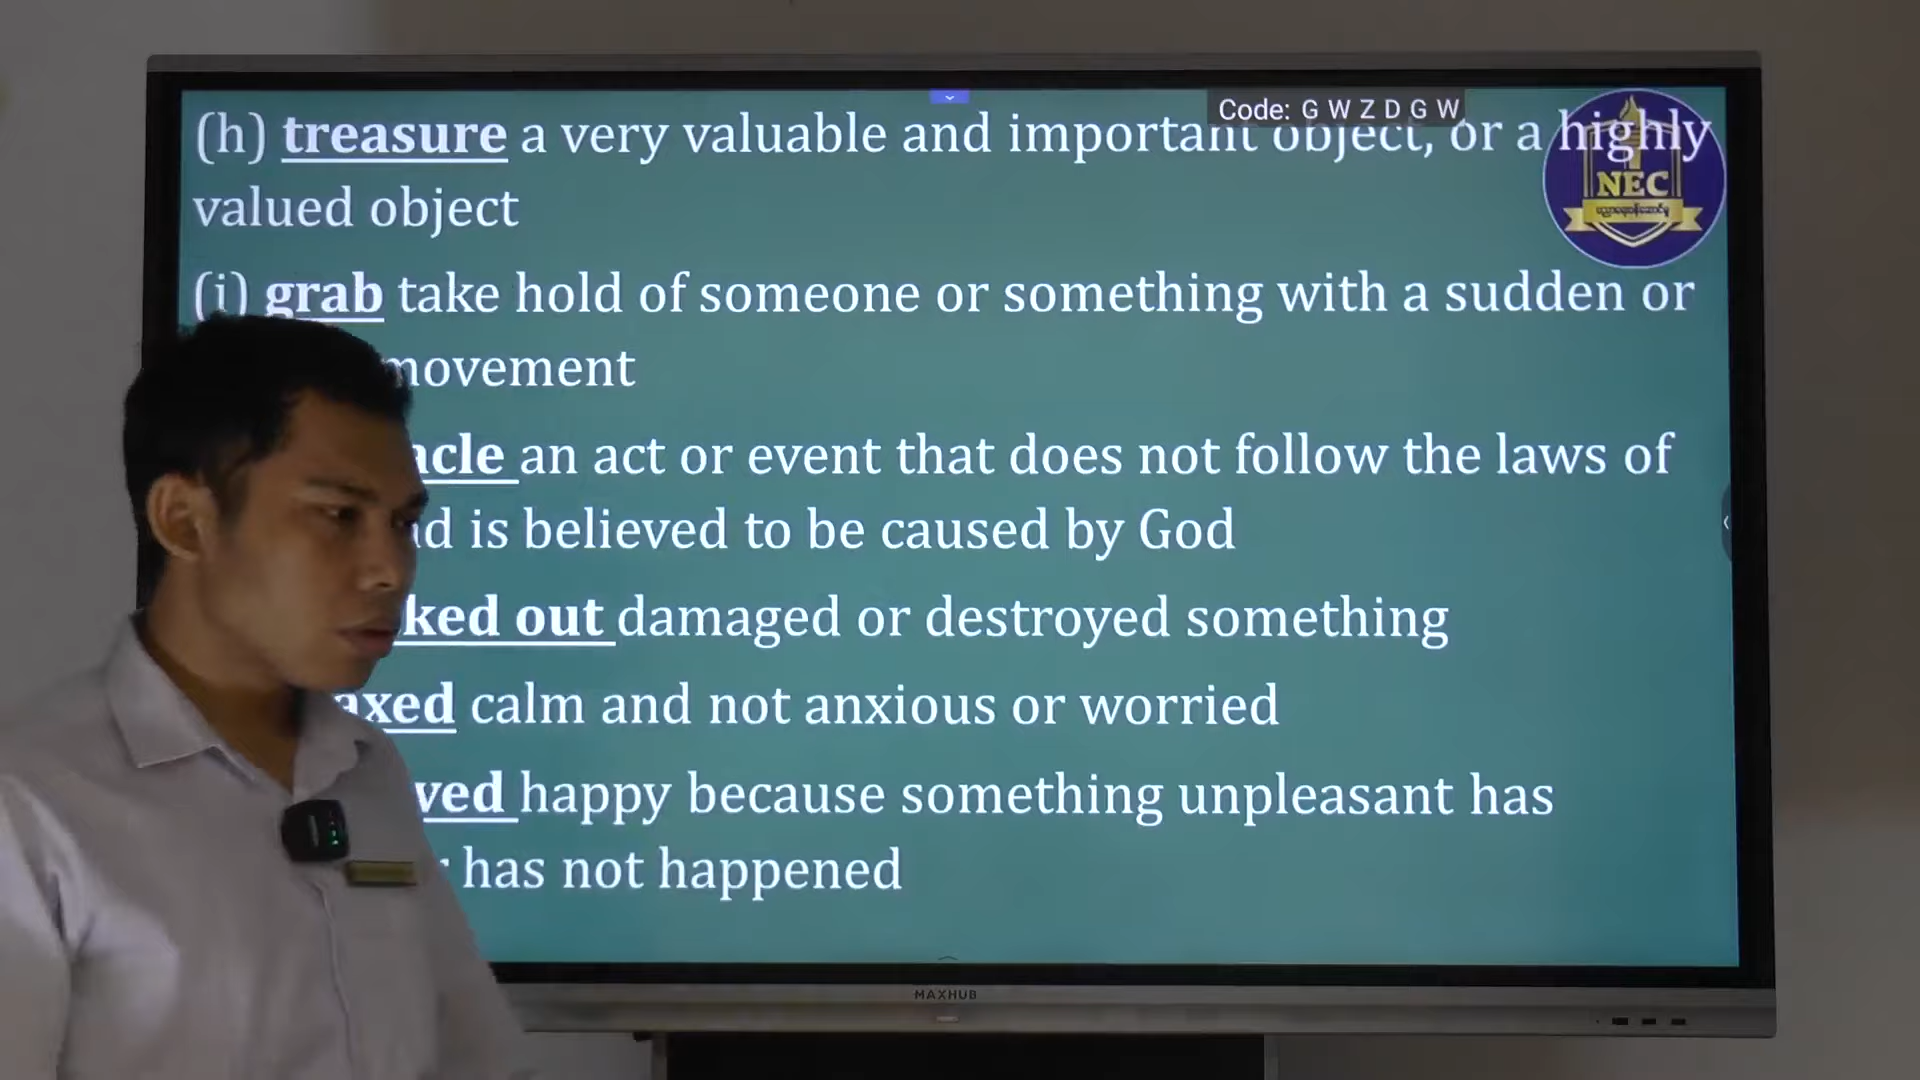 Code: G W Z D G W
(h) treasure a very valuable and important object, or a highly
valued object
NEC
(i) grab take hold of someone or something with a sudden or
movement
acle an act or event that does not follow the laws of
d is believed to be caused by God
ked out damaged or destroyed something
axed calm and not anxious or worried
ved happy because something unpleasant has
has not happened
MAXHUB